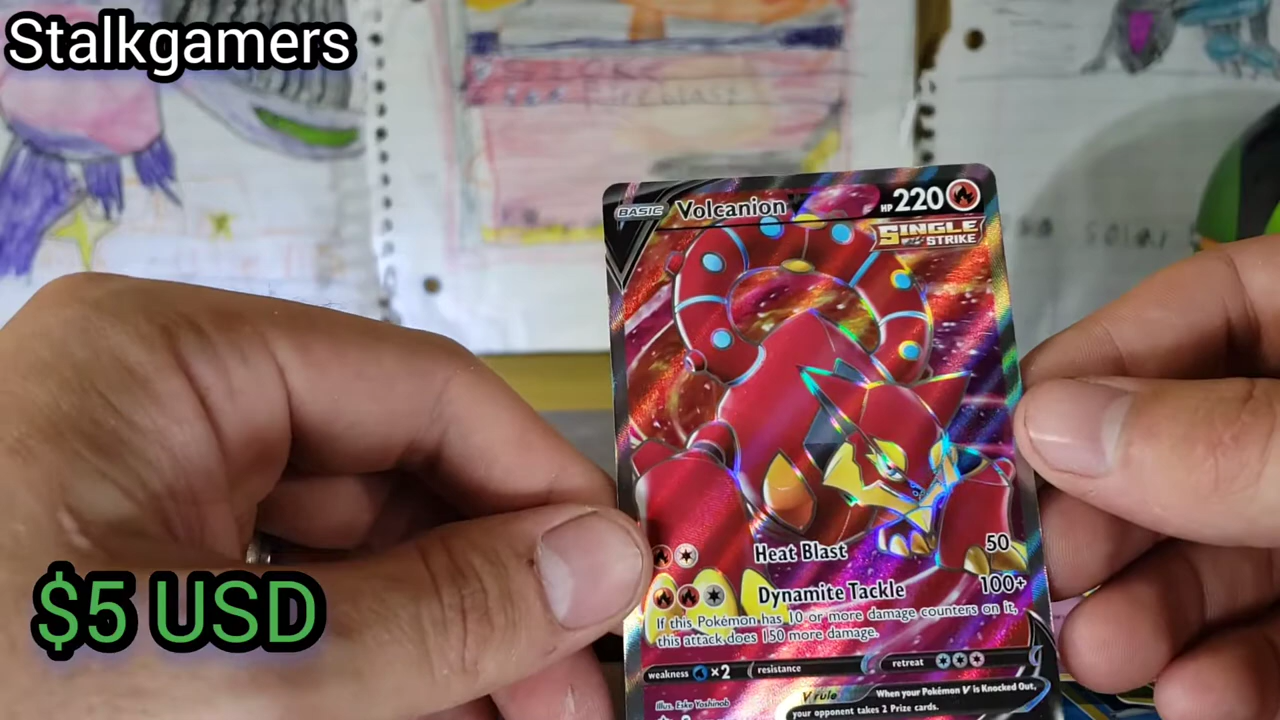 Stalkgamers
BASIC Volcanion HP 220
SINGLE STRIKE
Heat Blast 50
Dynamite Tackle 100+
If this Pokémon has 10 or more damage counters on it,
this attack does 150 more damage.
weakness ×2 resistance retreat
V rule When your Pokémon V is Knocked Out,
your opponent takes 2 Prize cards.
Illus. Eske Yoshinob
$5 USD